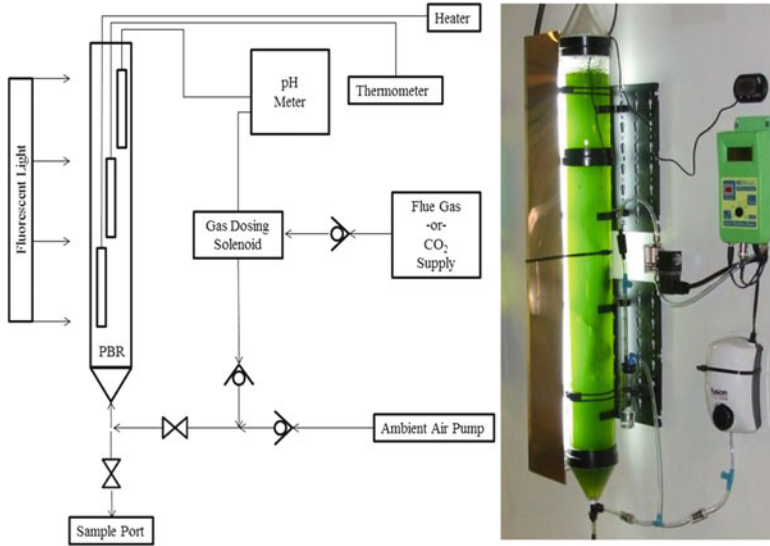 Heater
pH
Meter
Thermometer
Fluorescent Light
Gas Dosing
Solenoid
Flue Gas
-or-
CO₂
Supply
PBR
Ambient Air Pump
Sample Port
fusion